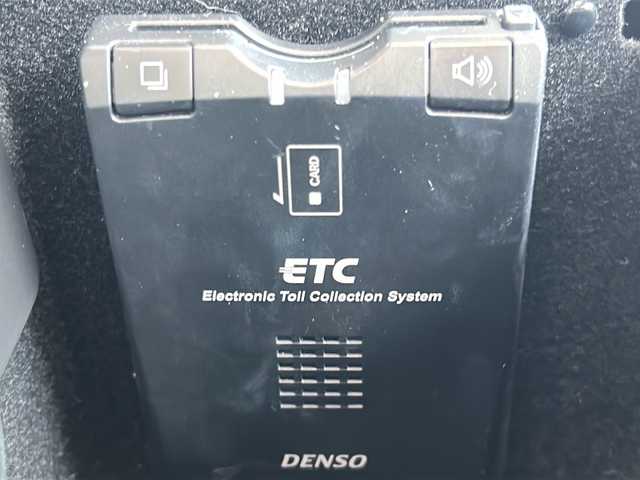 CARD
ETC
Electronic Toll Collection System
DENSO